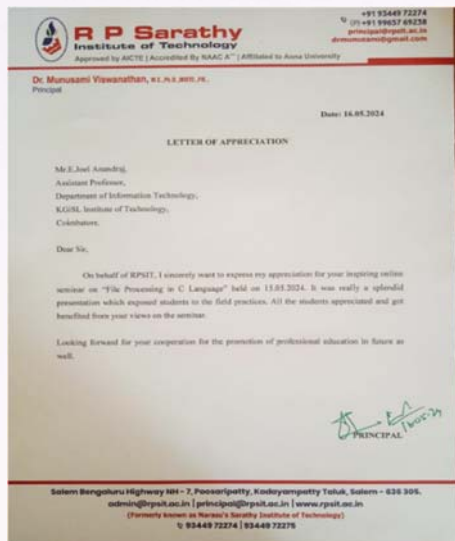 +91 93449 72274
+91 99657 69258
principal@rpsit.ac.in
drmunusami@gmail.com
R P Sarathy
Institute of Technology
Approved by AICTE | Accredited By NAAC A++ | Affiliated to Anna University
Dr. Munusami Viswanathan,
Principal
Date: 16.05.2024
LETTER OF APPRECIATION
Mr.E.Joel Anandraj,
Assistant Professor,
Department of Information Technology,
KGiSL Institute of Technology,
Coimbatore.
Dear Sir,
On behalf of RPSIT, I sincerely want to express my appreciation for your inspiring online
seminar on "File Processing in C Language" held on 15.05.2024. It was really a splendid
presentation which exposed students to the field practices. All the students appreciated and got
benefited from your views on the seminar.
Looking forward for your cooperation for the promotion of professional education in future as
well.
PRINCIPAL
Salem Bengaluru Highway NH - 7, Poosaripatty, Kadayampatty Taluk, Salem - 636 305.
admin@rpsit.ac.in | principal@rpsit.ac.in | www.rpsit.ac.in
(Formerly known as Narasu's Sarathy Institute of Technology)
93449 72274 | 93449 72275